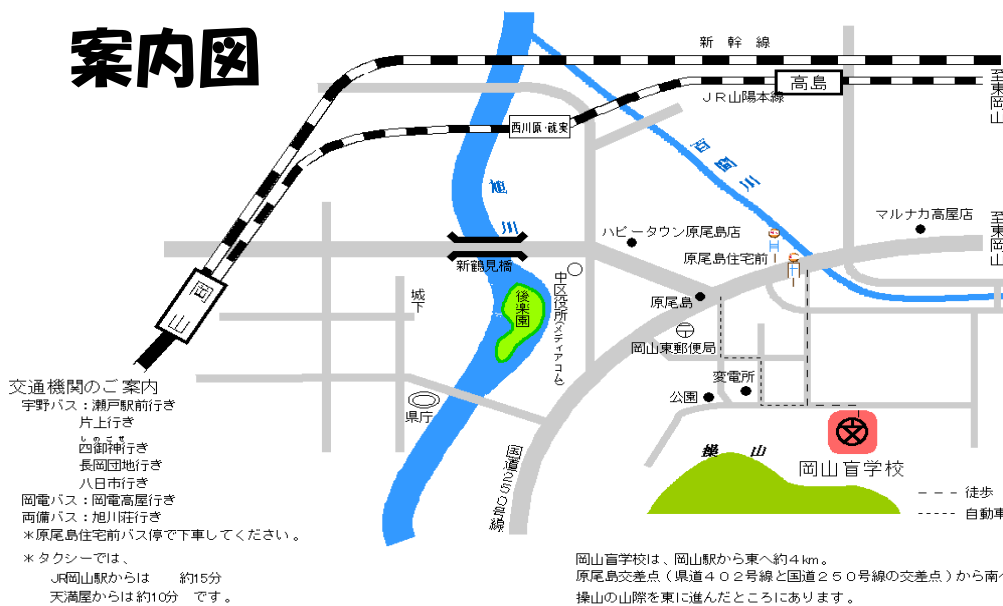 案内図
新幹線
高島
JR山陽本線
至東岡山
西川原・就実
百間川
旭川
マルナカ高屋店
至東岡山
ハピータウン原尾島店
原尾島住宅前
新鶴見橋
岡山
城下
後楽園
中区役所(メディアコム)
原尾島
岡山東郵便局
変電所
公園
県庁
国道250号線
操山
岡山盲学校
徒歩
自動車
交通機関のご案内
宇野バス：瀬戸駅前行き
片上行き
しのごぜ
四御神行き
長岡団地行き
八日市行き
岡電バス：岡電高屋行き
両備バス：旭川荘行き
＊原尾島住宅前バス停で下車してください。
＊タクシーでは、
JR岡山駅からは 約15分
天満屋からは約10分 です。
岡山盲学校は、岡山駅から東へ約4km。
原尾島交差点（県道402号線と国道250号線の交差点）から南へ
操山の山際を東に進んだところにあります。